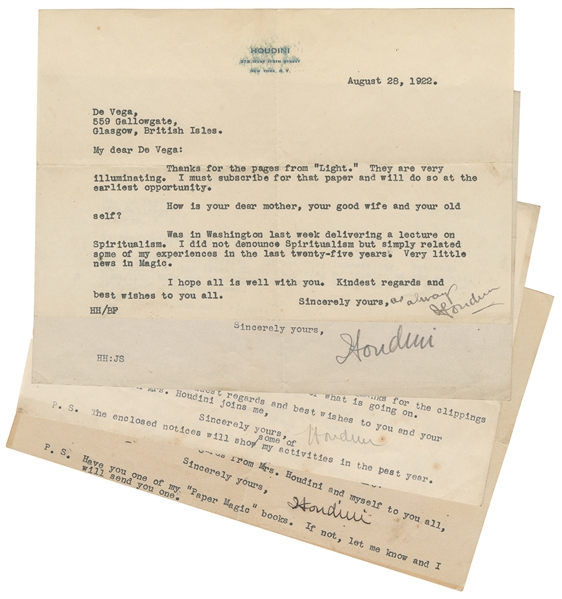 HOUDINI
NEW YORK, N. Y.
August 28, 1922.
De Vega,
559 Gallowgate,
Glasgow, British Isles.
My dear De Vega:
Thanks for the pages from "Light." They are very
illuminating. I must subscribe for that paper and will do so at the
earliest opportunity.
How is your dear mother, your good wife and your old
self?
Was in Washington last week delivering a lecture on
Spiritualism. I did not denounce Spiritualism but simply related
some of my experiences in the last twenty-five years. Very little
news in Magic.
I hope all is well with you. Kindest regards and
best wishes to you all.
Sincerely yours, as always
Houdini
HH/BF
Sincerely yours,
Houdini
HH:JS
for the clippings
of what is going on.
regards and best wishes to you and your
Mrs. Houdini joins me,
Sincerely yours,
Houdini
P. S. The enclosed notices will show some of my activities in the past year.
from Mrs. Houdini and myself to you all,
Sincerely yours,
Houdini
P. S. Have you one of my "Paper Magic" books. If not, let me know and I
will send you one.